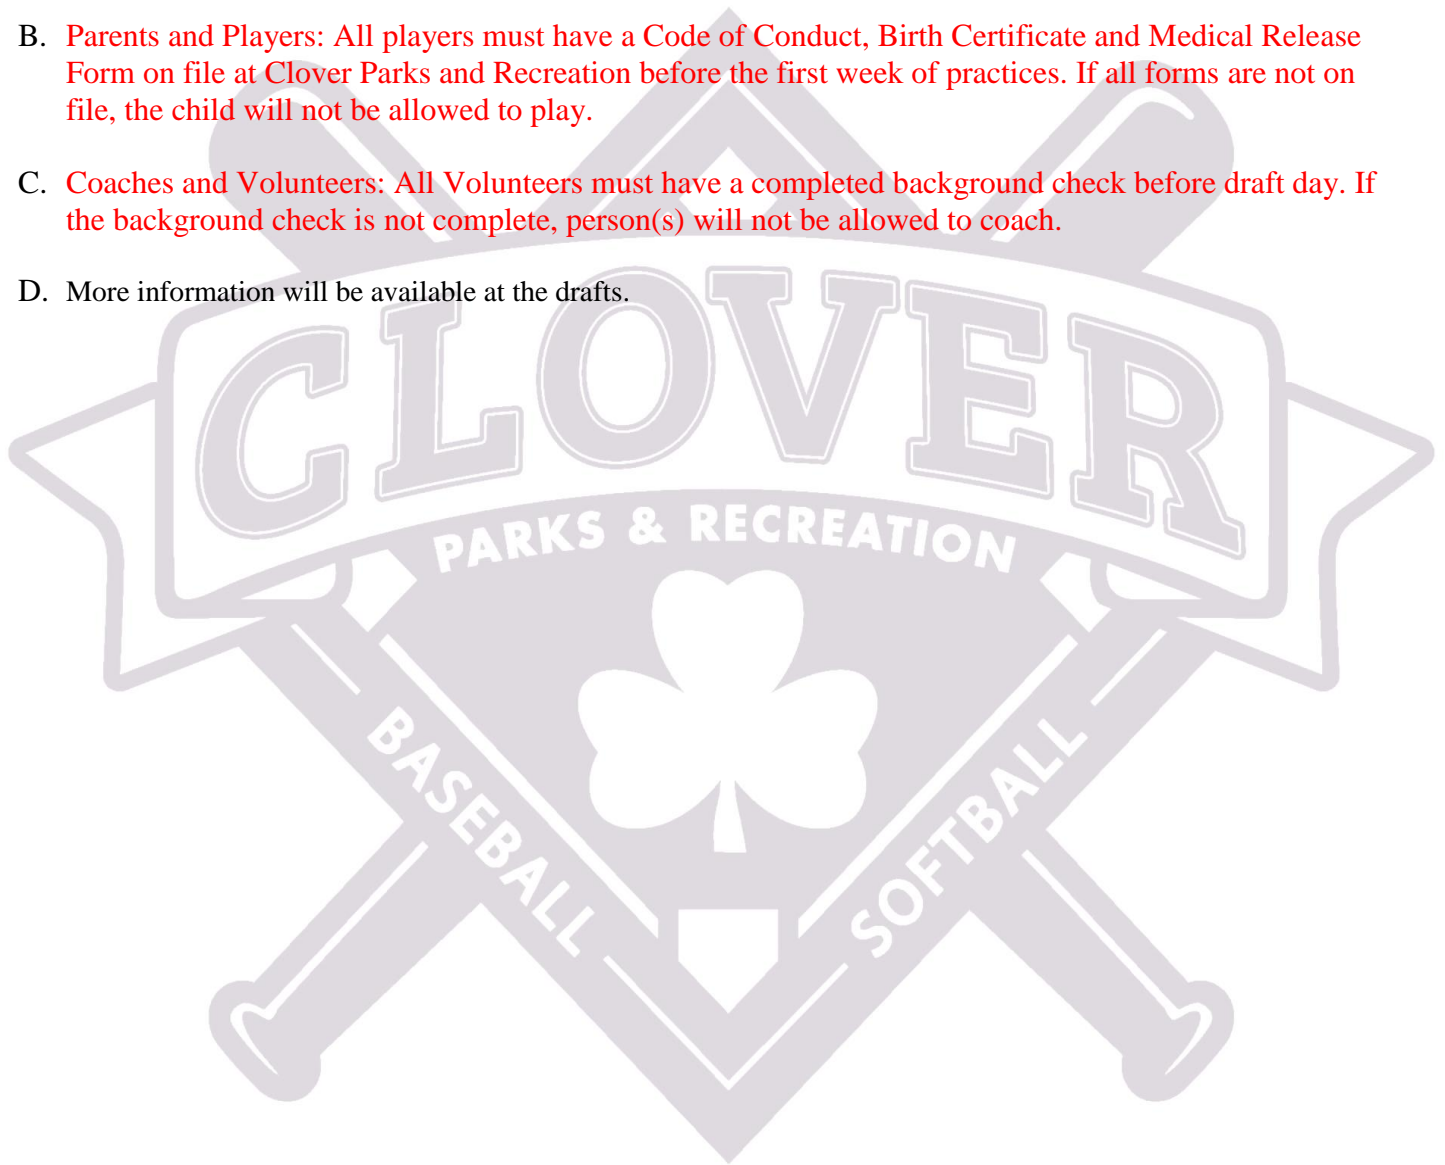 B. Parents and Players: All players must have a Code of Conduct, Birth Certificate and Medical Release
Form on file at Clover Parks and Recreation before the first week of practices. If all forms are not on
file, the child will not be allowed to play.
C. Coaches and Volunteers: All Volunteers must have a completed background check before draft day. If
the background check is not complete, person(s) will not be allowed to coach.
D. More information will be available at the drafts.
CLOVER
PARKS & RECREATION
BASEBALL
SOFTBALL